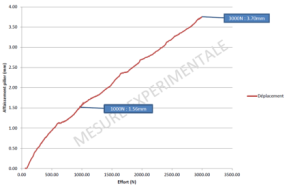 4.00
3.50
3.00
2.50
2.00
1.50
1.00
0.50
0.00
Affaissement pilier (mm)
3000N : 3.70mm
1000N : 1.50mm
MESURE EXPERIMENTALE
Déplacement
0.00 500.00 1000.00 1500.00 2000.00 2500.00 3000.00 3500.00
Effort (N)